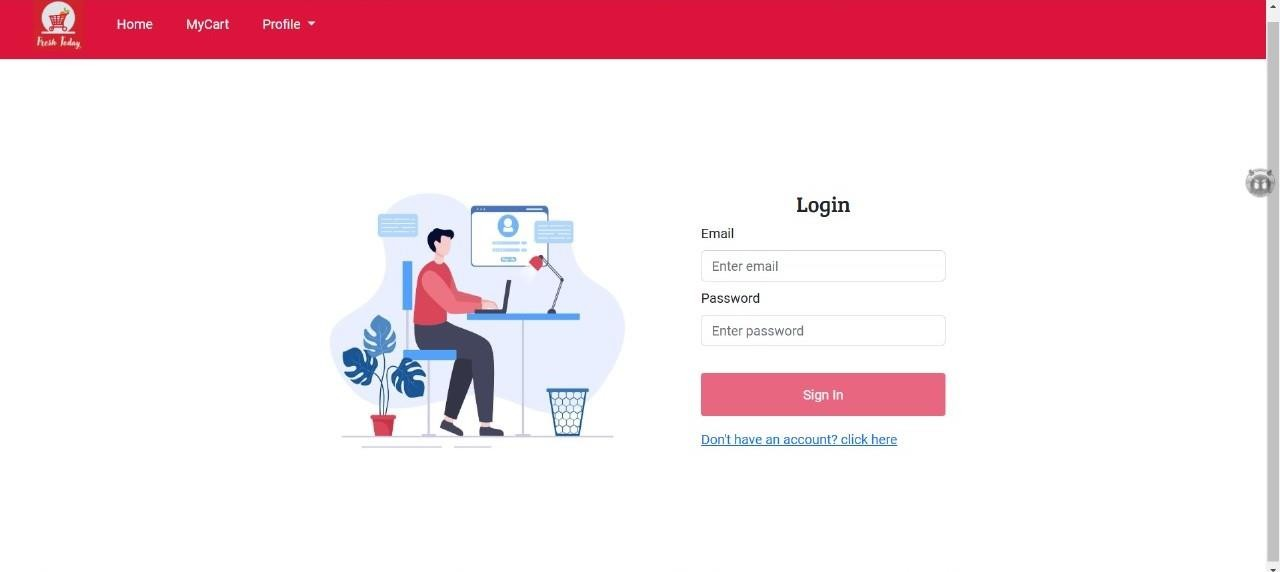 Home MyCart Profile
Fresh Today
Login
Email
Enter email
Password
Enter password
Sign In
Don't have an account? click here